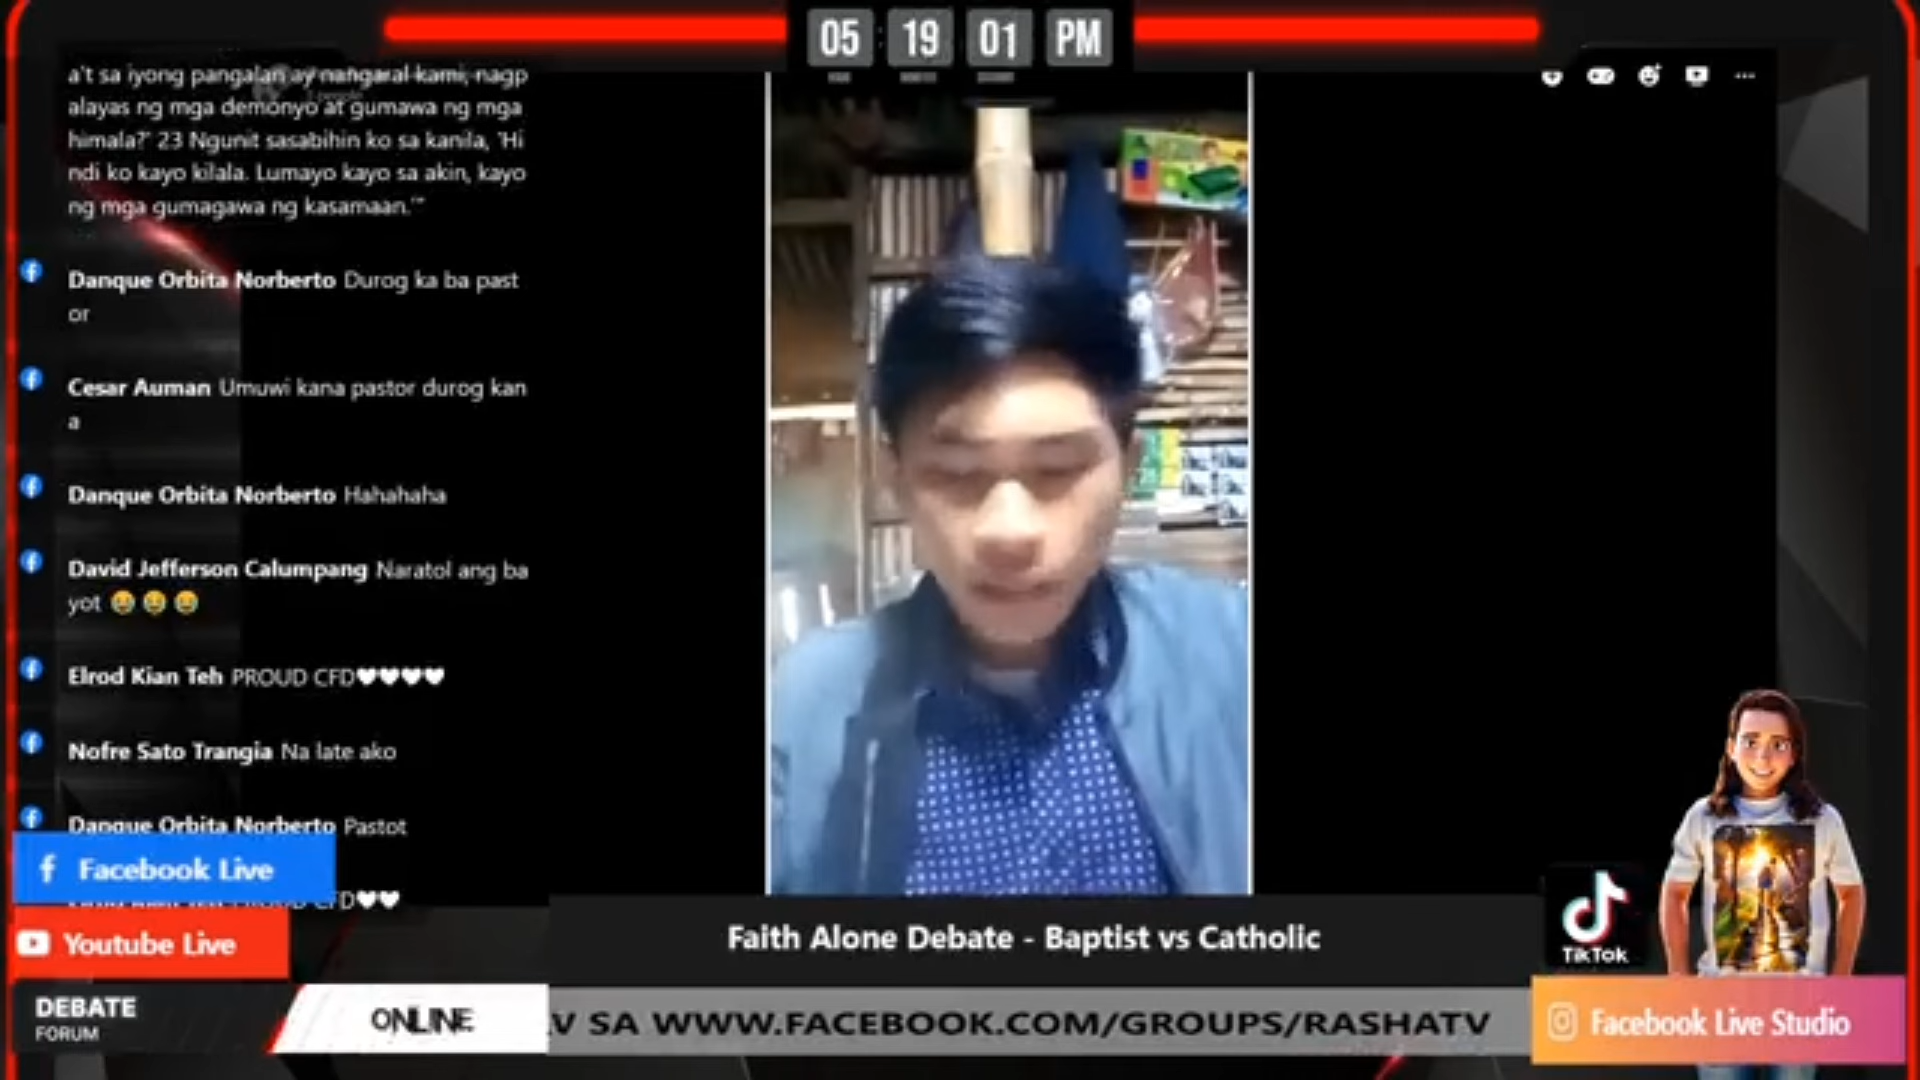 05 19 01 PM
a't sa iyong pangalan ay nangaral kami, nagp
alayas ng mga demonyo at gumawa ng mga
himala?' 23 Ngunit sasabihin ko sa kanila, 'Hi
ndi ko kayo kilala. Lumayo kayo sa akin, kayo
ng mga gumagawa ng kasamaan.'"
Danque Orbita Norberto Durog ka ba past
or
Cesar Auman Umuwi kana pastor durog kan
a
Danque Orbita Norberto Hahahaha
David Jefferson Calumpang Naratol ang ba
yot 😭😭😭
Elrod Kian Teh PROUD CFD♥♥♥♥
Nofre Sato Trangia Na late ako
Danque Orbita Norberto Pastot
CFD♥♥
Facebook Live
Youtube Live
Faith Alone Debate - Baptist vs Catholic
TikTok
DEBATE
FORUM
ONLINE
V SA WWW.FACEBOOK.COM/GROUPS/RASHATV
Facebook Live Studio